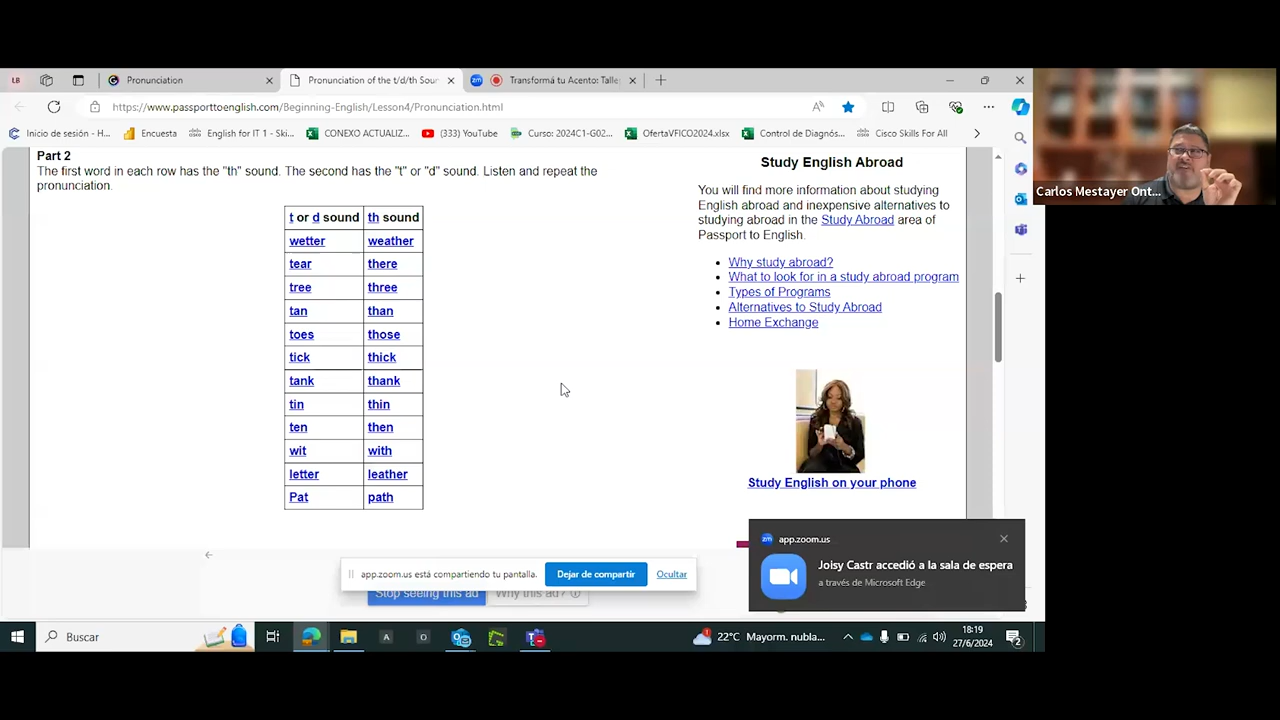 LB
Pronunciation
Pronunciation of the t/d/th Soun
zm
Transformá tu Acento: Talle
https://www.passporttoenglish.com/Beginning-English/Lesson4/Pronunciation.html
Inicio de sesión - H...
Encuesta
English for IT 1 - Ski...
CONEXO ACTUALIZ...
(333) YouTube
Curso: 2024C1-G02...
OfertaVFICO2024.xlsx
Control de Diagnós...
Cisco Skills For All
Carlos Mestayer Ont...
Part 2
The first word in each row has the "th" sound. The second has the "t" or "d" sound. Listen and repeat the
pronunciation.
t or d sound th sound
wetter weather
tear there
tree three
tan than
toes those
tick thick
tank thank
tin thin
ten then
wit with
letter leather
Pat path
Study English Abroad
You will find more information about studying
English abroad and inexpensive alternatives to
studying abroad in the Study Abroad area of
Passport to English.
Why study abroad?
What to look for in a study abroad program
Types of Programs
Alternatives to Study Abroad
Home Exchange
Study English on your phone
zm app.zoom.us
Joisy Castr accedió a la sala de espera
a través de Microsoft Edge
app.zoom.us está compartiendo tu pantalla.
Dejar de compartir
Ocultar
Stop seeing this ad
Why this ad?
Buscar
A
O
22°C Mayorm. nubla...
18:19
27/6/2024
2